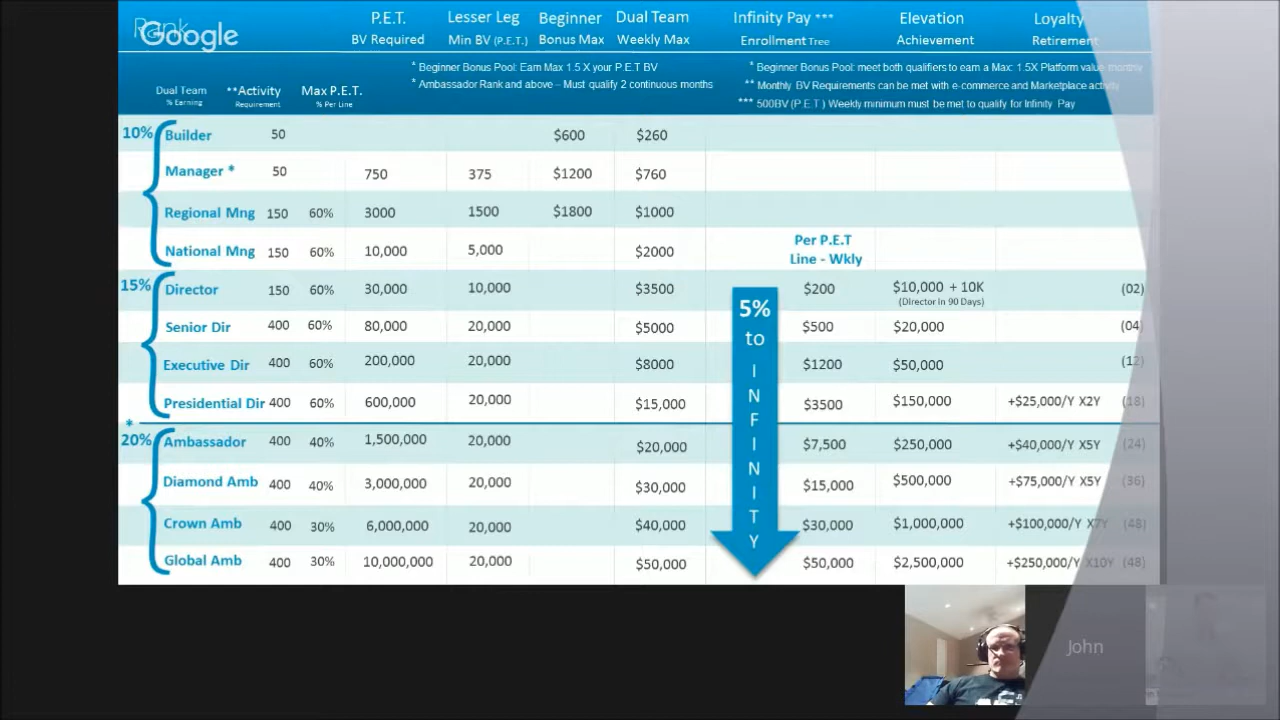 Rank Google P.E.T. Lesser Leg Beginner Dual Team Infinity Pay *** Elevation Loyalty
BV Required Min BV (P.E.T.) Bonus Max Weekly Max Enrollment Tree Achievement Retirement
* Beginner Bonus Pool: Earn Max 1.5 X your P.E.T BV
* Ambassador Rank and above – Must qualify 2 continuous months
* Beginner Bonus Pool: meet both qualifiers to earn a Max: 1.5X Platform value monthly
** Monthly BV Requirements can be met with e-commerce and Marketplace activity
*** 500BV (P.E.T ) Weekly minimum must be met to qualify for Infinity Pay
Dual Team **Activity Max P.E.T.
% Earning Requirement % Per Line
10% Builder 50 $600 $260
Manager * 50 750 375 $1200 $760
Regional Mng 150 60% 3000 1500 $1800 $1000
National Mng 150 60% 10,000 5,000 $2000
Per P.E.T
Line - Wkly
15% Director 150 60% 30,000 10,000 $3500 $200 $10,000 + 10K (02)
(Director in 90 Days)
Senior Dir 400 60% 80,000 20,000 $5000 $500 $20,000 (04)
Executive Dir 400 60% 200,000 20,000 $8000 $1200 $50,000 (12)
Presidential Dir 400 60% 600,000 20,000 $15,000 $3500 $150,000 +$25,000/Y X2Y (18)
*
20% Ambassador 400 40% 1,500,000 20,000 $20,000 $7,500 $250,000 +$40,000/Y X5Y (24)
Diamond Amb 400 40% 3,000,000 20,000 $30,000 $15,000 $500,000 +$75,000/Y X5Y (36)
Crown Amb 400 30% 6,000,000 20,000 $40,000 $30,000 $1,000,000 +$100,000/Y X7Y (48)
Global Amb 400 30% 10,000,000 20,000 $50,000 $50,000 $2,500,000 +$250,000/Y X10Y (48)
5%
to
I
N
F
I
N
I
T
Y
John